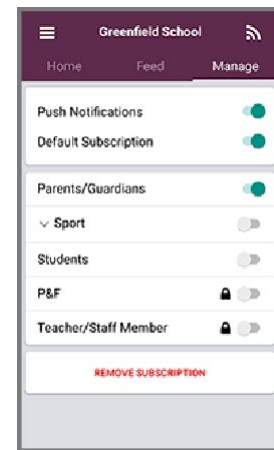 Greenfield School
Home Feed Manage
Push Notifications
Default Subscription
Parents/Guardians
Sport
Students
P&F
Teacher/Staff Member
REMOVE SUBSCRIPTION